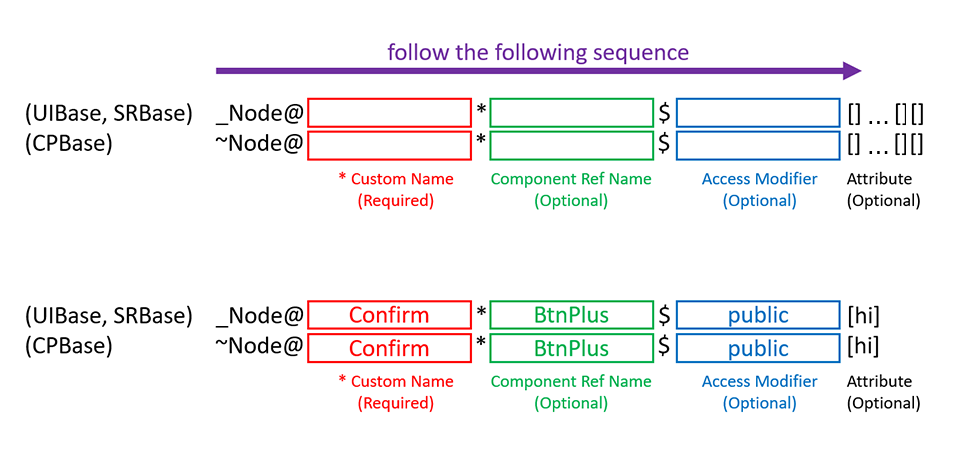 follow the following sequence
(UIBase, SRBase) _Node@ * $ [] ... [][]
(CPBase) ~Node@ * $ [] ... [][]
* Custom Name Component Ref Name Access Modifier Attribute
(Required) (Optional) (Optional) (Optional)
(UIBase, SRBase) _Node@ Confirm * BtnPlus $ public [hi]
(CPBase) ~Node@ Confirm * BtnPlus $ public [hi]
* Custom Name Component Ref Name Access Modifier Attribute
(Required) (Optional) (Optional) (Optional)